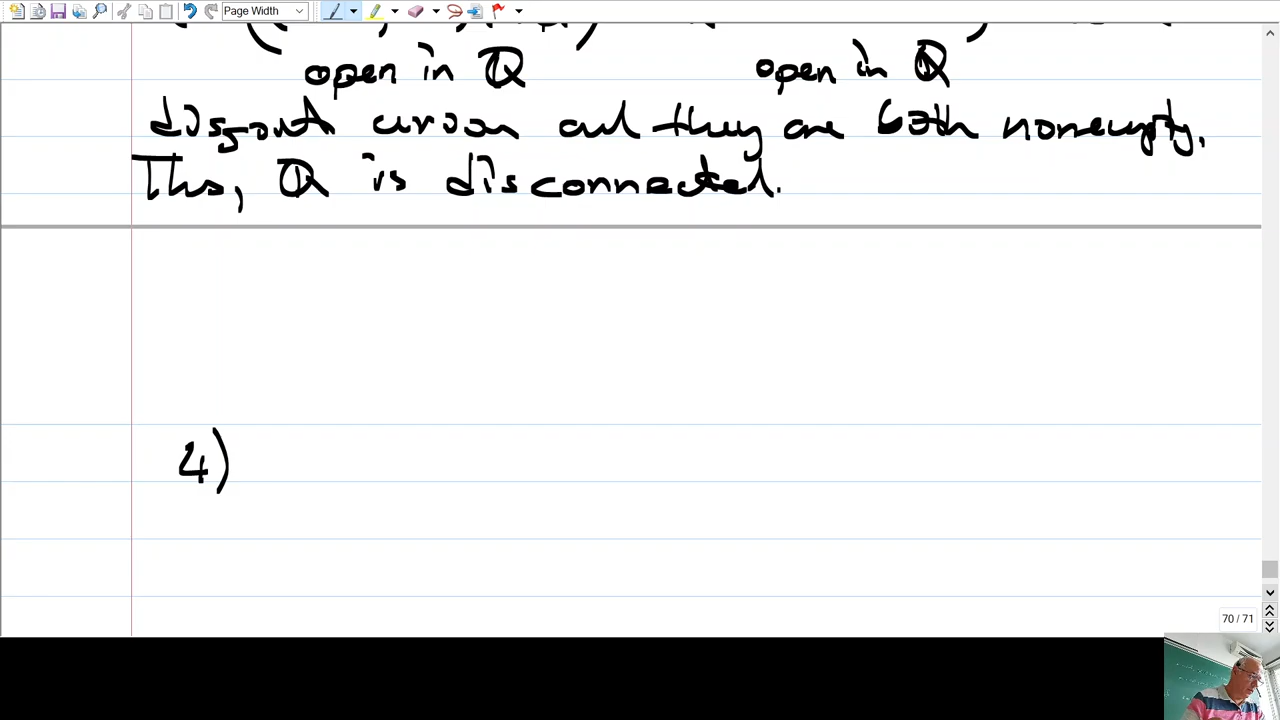 Page Width
open in ℚ open in ℚ
disjoint union and they are both nonempty.
Thus, ℚ is disconnected.
4)
70 / 71